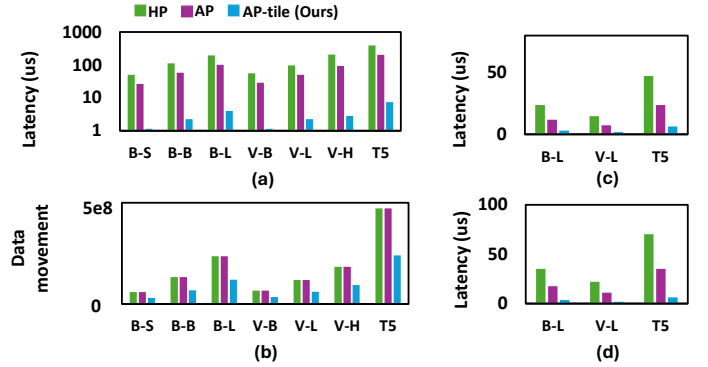 HP AP AP-tile (Ours)
Latency (us)
1000
100
10
1
B-S B-B B-L V-B V-L V-H T5
(a)
Latency (us)
50
0
B-L V-L T5
(c)
Data
movement
5e8
0
B-S B-B B-L V-B V-L V-H T5
(b)
Latency (us)
100
50
0
B-L V-L T5
(d)